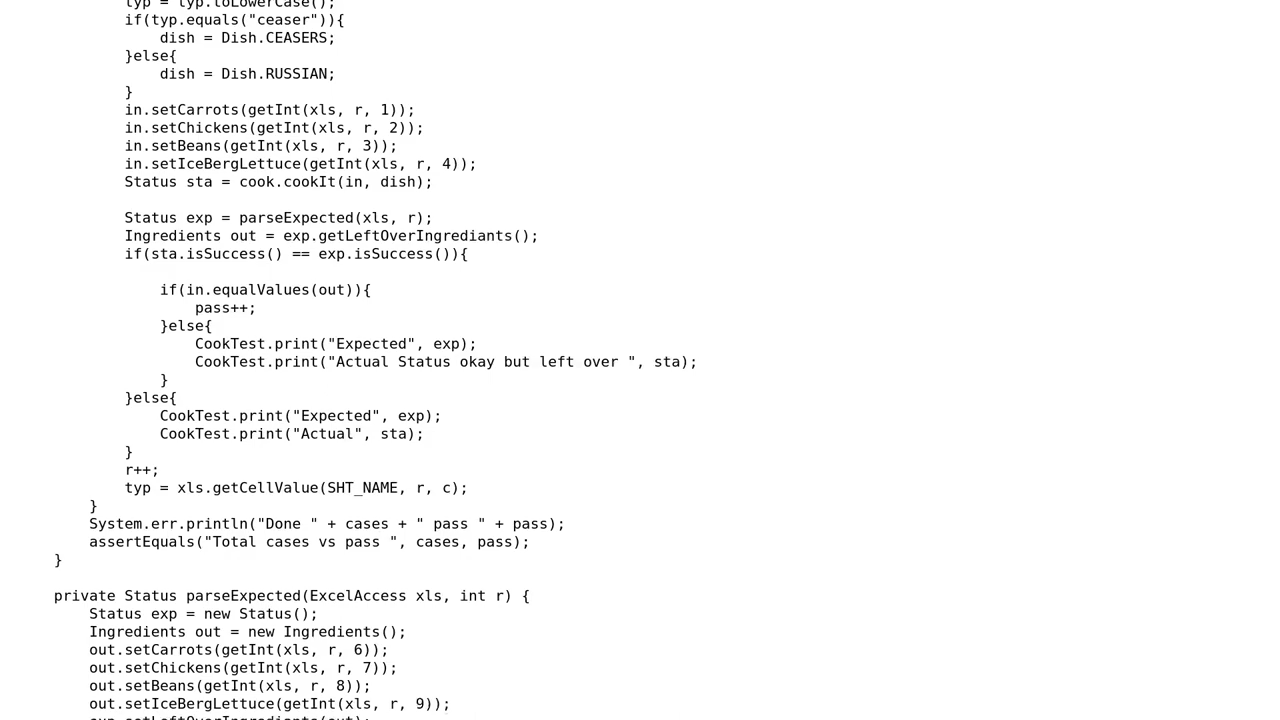 typ = typ.toLowerCase();
if(typ.equals("ceaser")){
dish = Dish.CEASERS;
}else{
dish = Dish.RUSSIAN;
}
in.setCarrots(getInt(xls, r, 1));
in.setChickens(getInt(xls, r, 2));
in.setBeans(getInt(xls, r, 3));
in.setIceBergLettuce(getInt(xls, r, 4));
Status sta = cook.cookIt(in, dish);
Status exp = parseExpected(xls, r);
Ingredients out = exp.getLeftOverIngrediants();
if(sta.isSuccess() == exp.isSuccess()){
if(in.equalValues(out)){
pass++;
}else{
CookTest.print("Expected", exp);
CookTest.print("Actual Status okay but left over ", sta);
}
}else{
CookTest.print("Expected", exp);
CookTest.print("Actual", sta);
}
r++;
typ = xls.getCellValue(SHT_NAME, r, c);
}
System.err.println("Done " + cases + " pass " + pass);
assertEquals("Total cases vs pass ", cases, pass);
}
private Status parseExpected(ExcelAccess xls, int r) {
Status exp = new Status();
Ingredients out = new Ingredients();
out.setCarrots(getInt(xls, r, 6));
out.setChickens(getInt(xls, r, 7));
out.setBeans(getInt(xls, r, 8));
out.setIceBergLettuce(getInt(xls, r, 9));
exp.setLeftOverIngrediants(out);